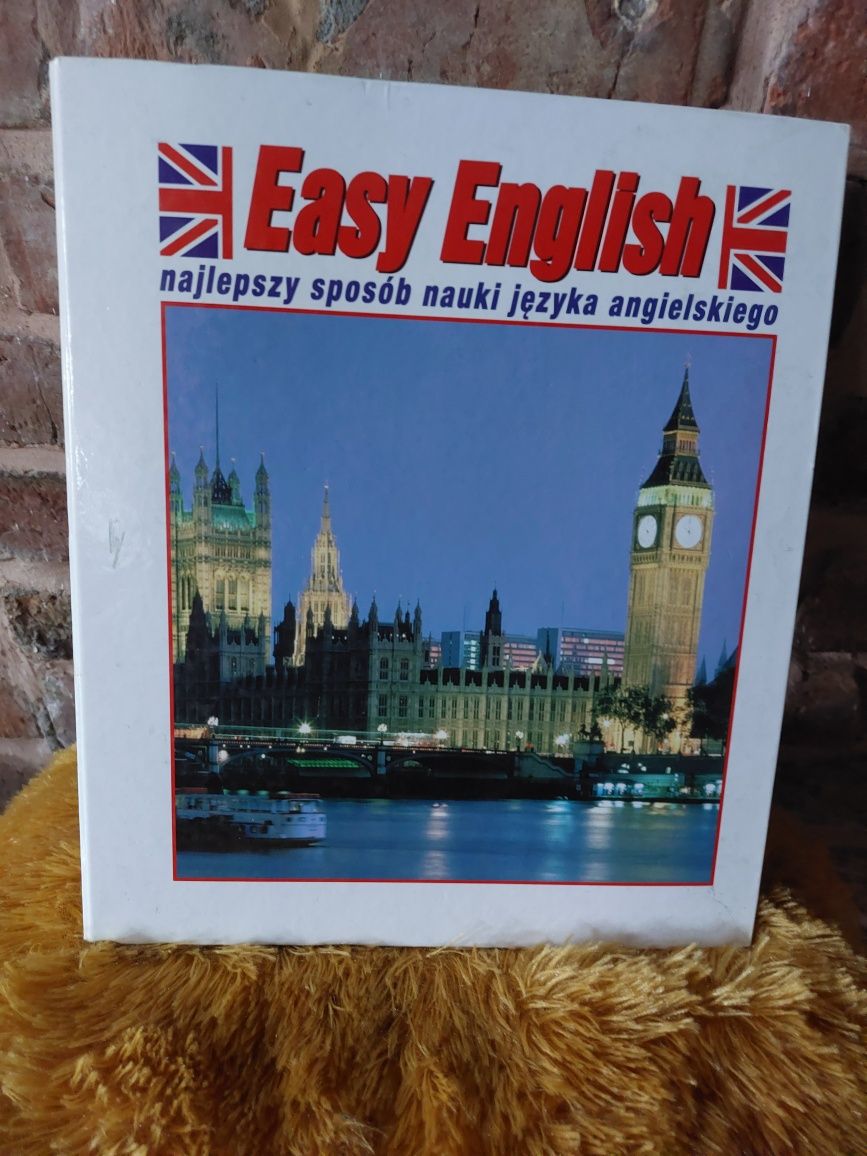 Easy English
najlepszy sposób nauki języka angielskiego